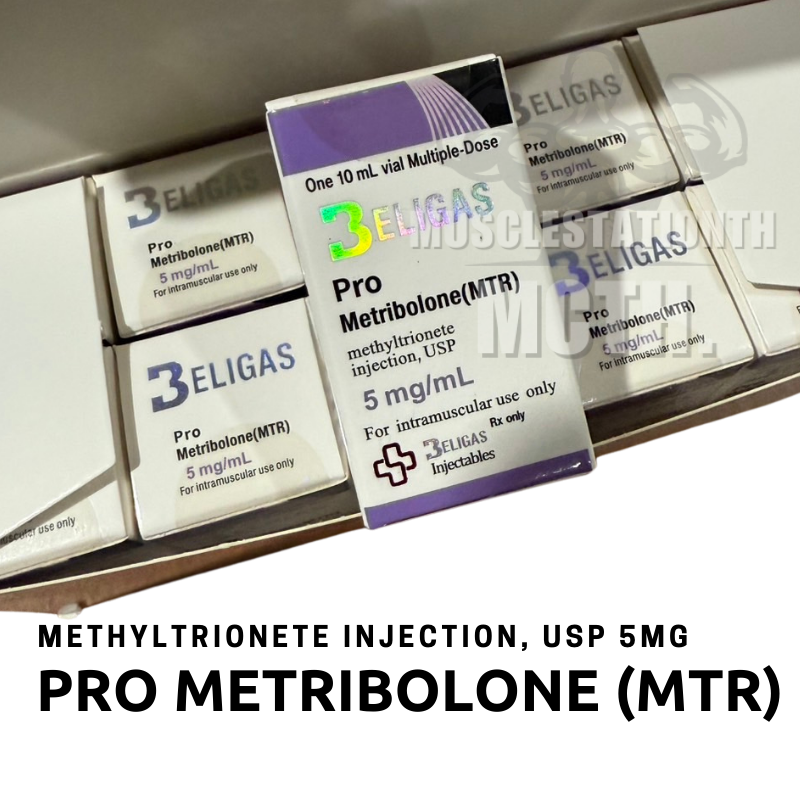 One 10 mL vial Multiple-Dose
BELIGAS
Pro
Metribolone(MTR)
methyltrionete
injection, USP
5 mg/mL
For intramuscular use only
Rx only
BELIGAS
Injectables
BELIGAS
Pro
Metribolone(MTR)
5 mg/mL
For intramuscular use only
BELIGAS
Pro
Metribolone(MTR)
5 mg/mL
For intramuscular use only
BELIGAS
Pro
Metribolone(MTR)
5 mg/mL
For intramuscular use only
BELIGAS
Pro
Metribolone(MTR)
5 mg/mL
For intramuscular use only
use only
MUSCLESTATIONTH
MCTH.
METHYLTRIONETE INJECTION, USP 5MG
PRO METRIBOLONE (MTR)